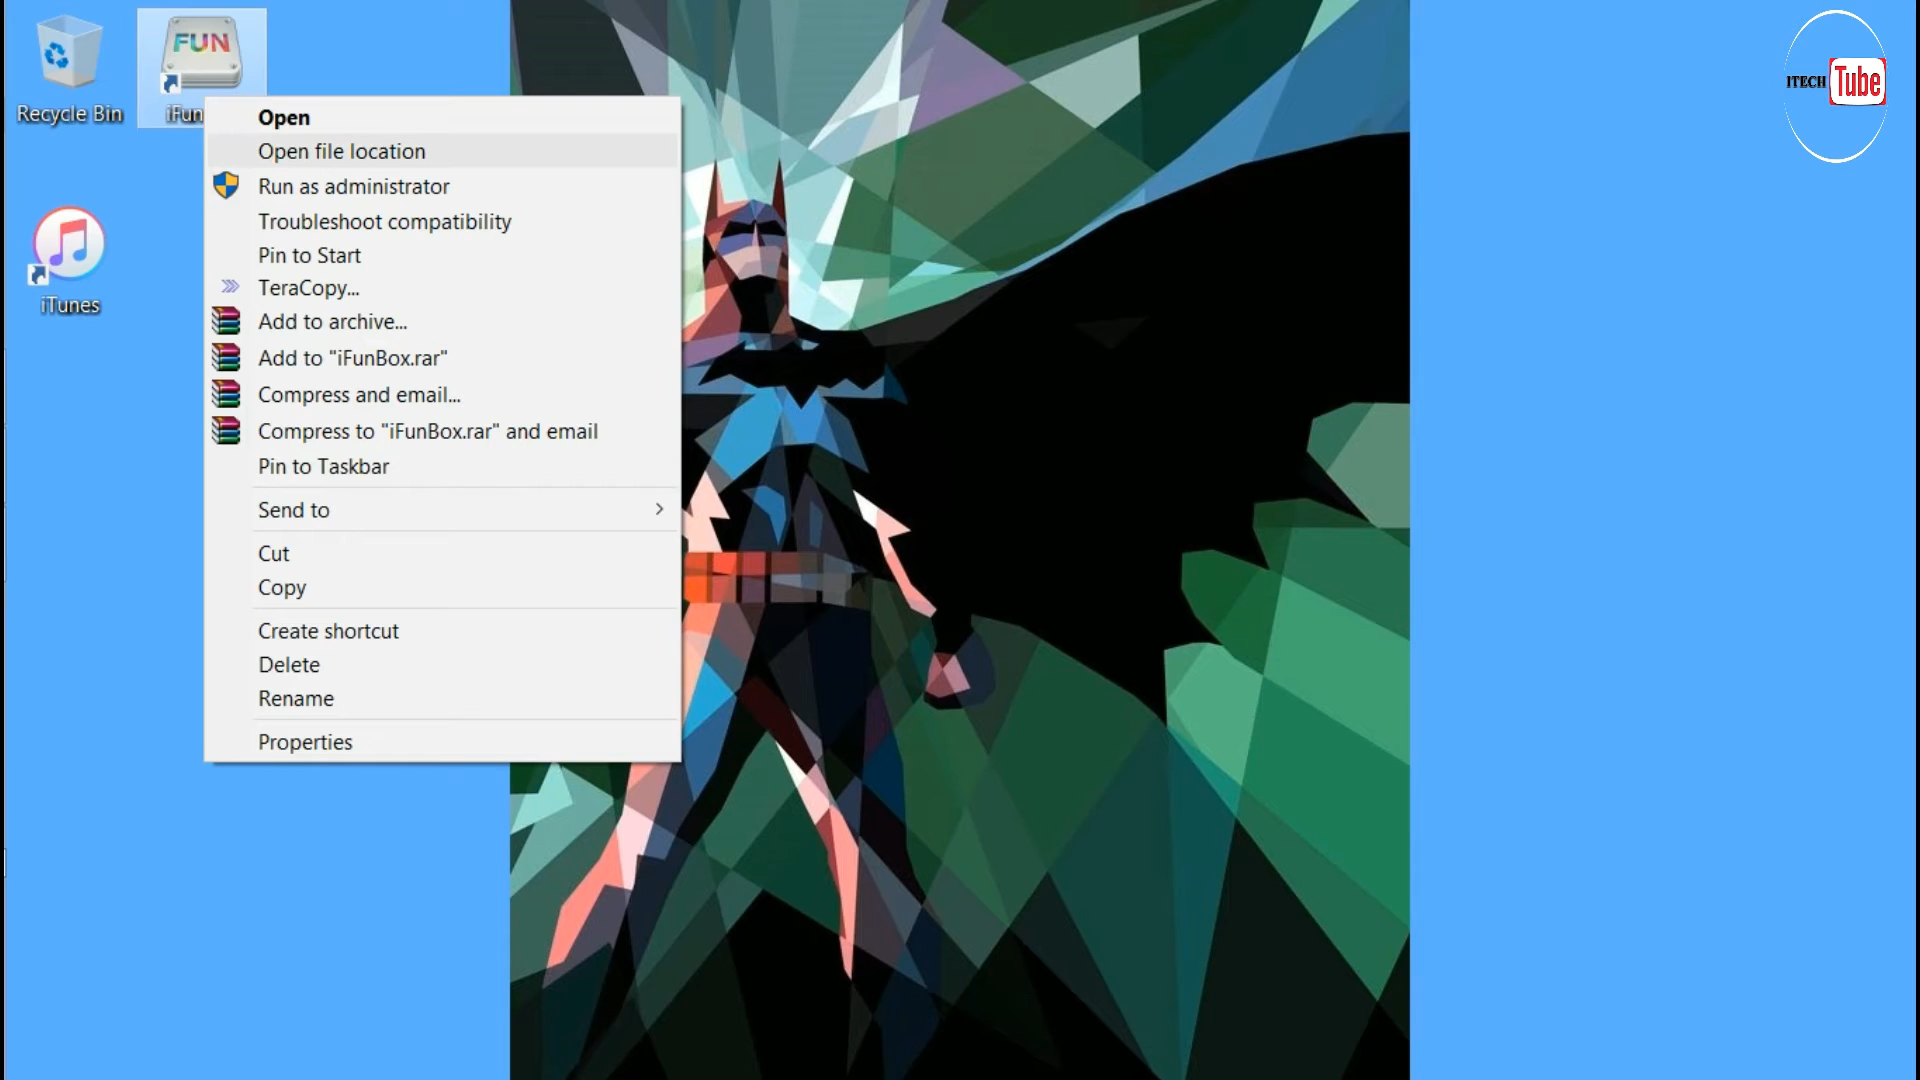 Recycle Bin
FUN
iFun
iTunes
Open
Open file location
Run as administrator
Troubleshoot compatibility
Pin to Start
TeraCopy...
Add to archive...
Add to "iFunBox.rar"
Compress and email...
Compress to "iFunBox.rar" and email
Pin to Taskbar
Send to
Cut
Copy
Create shortcut
Delete
Rename
Properties
ITECH Tube